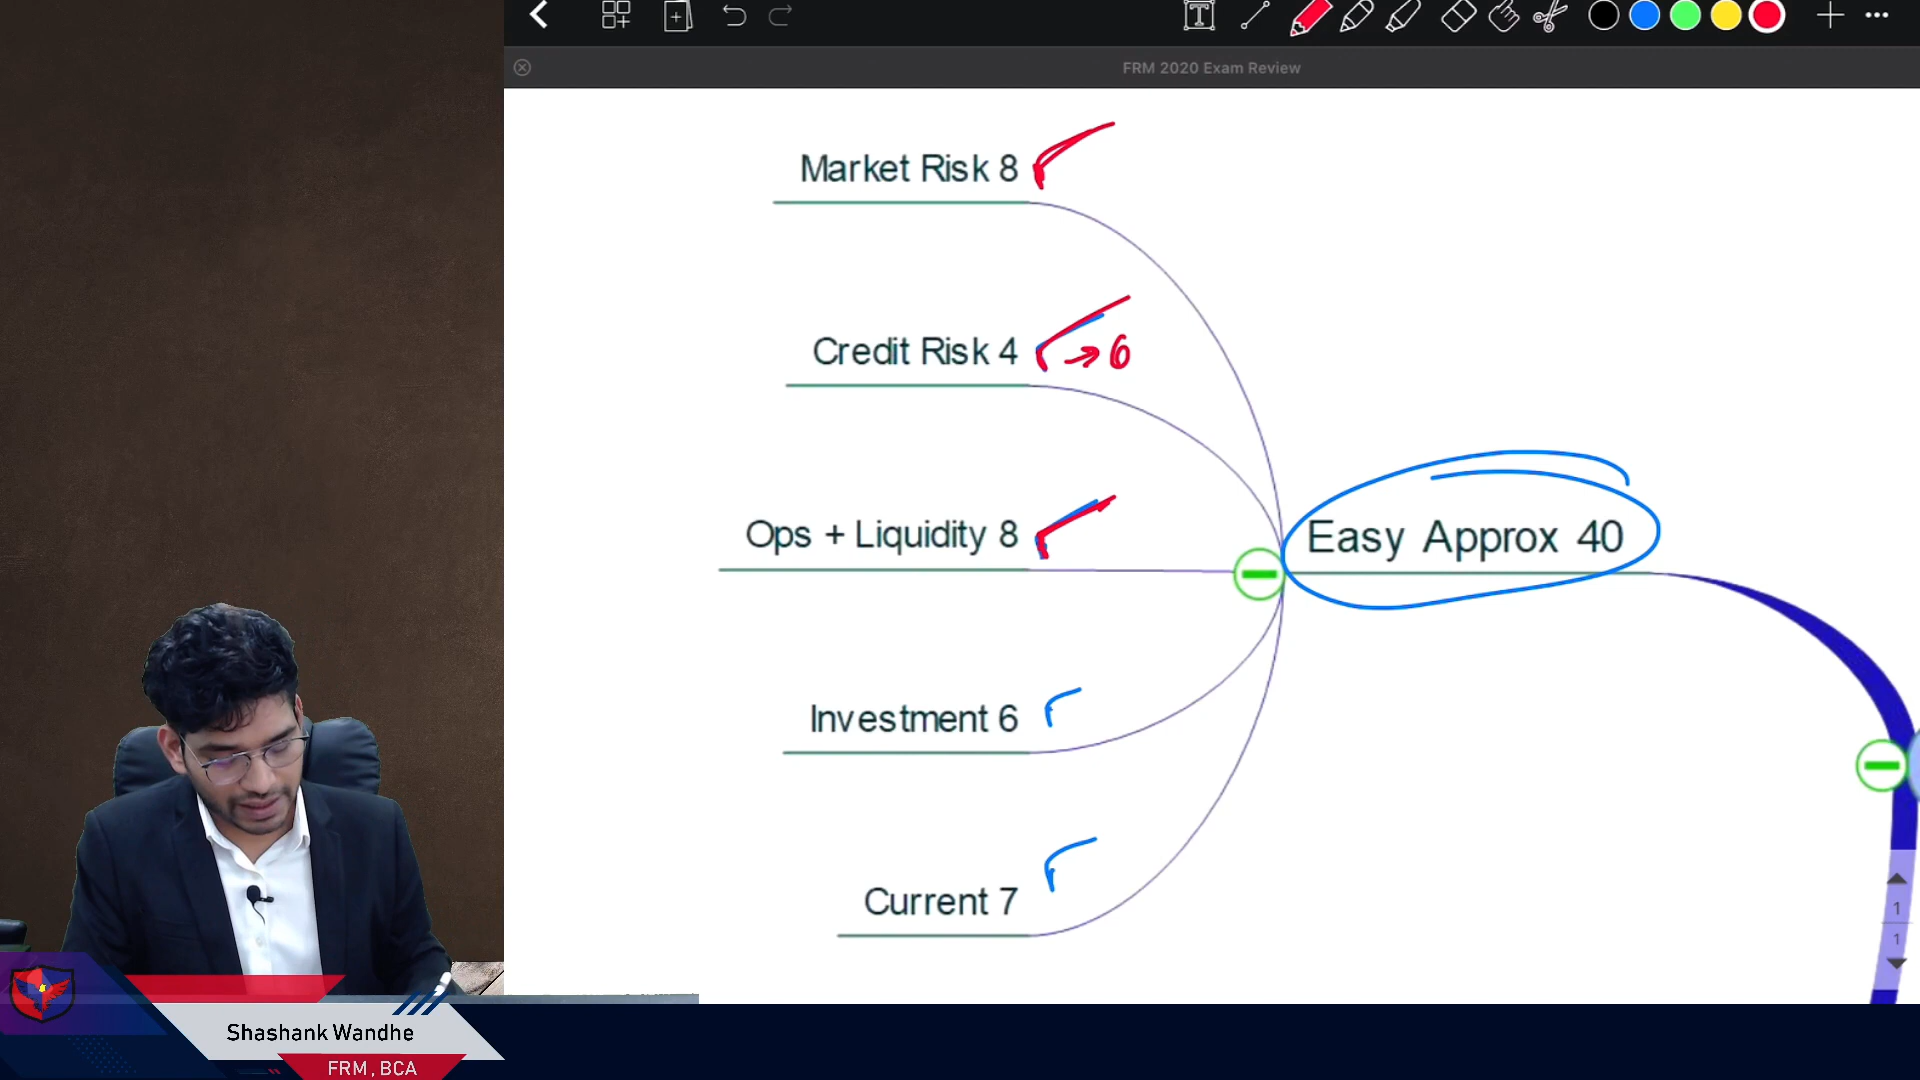 T
FRM 2020 Exam Review
Market Risk 8
Credit Risk 4 → 6
Ops + Liquidity 8
Easy Approx 40
Investment 6
Current 7
1
1
Shashank Wandhe
FRM, BCA